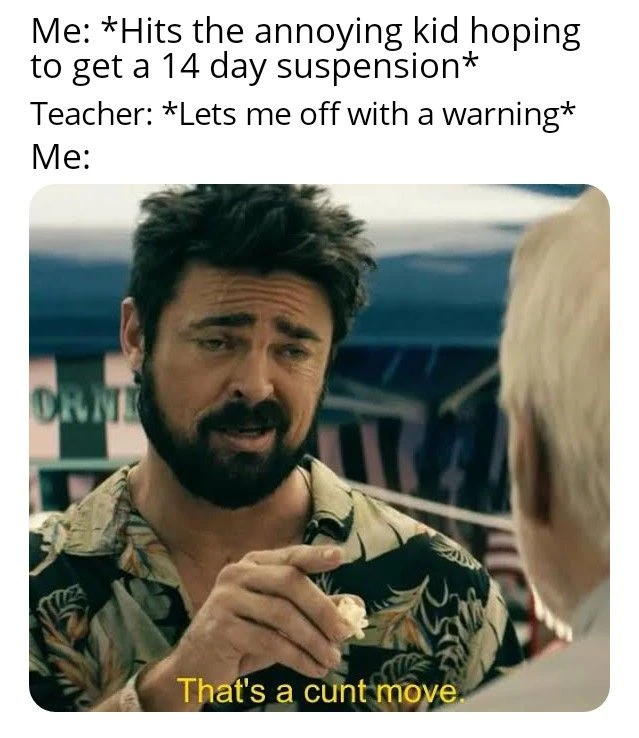 Me: *Hits the annoying kid hoping
to get a 14 day suspension*
Teacher: *Lets me off with a warning*
Me:
ORN
That's a cunt move.